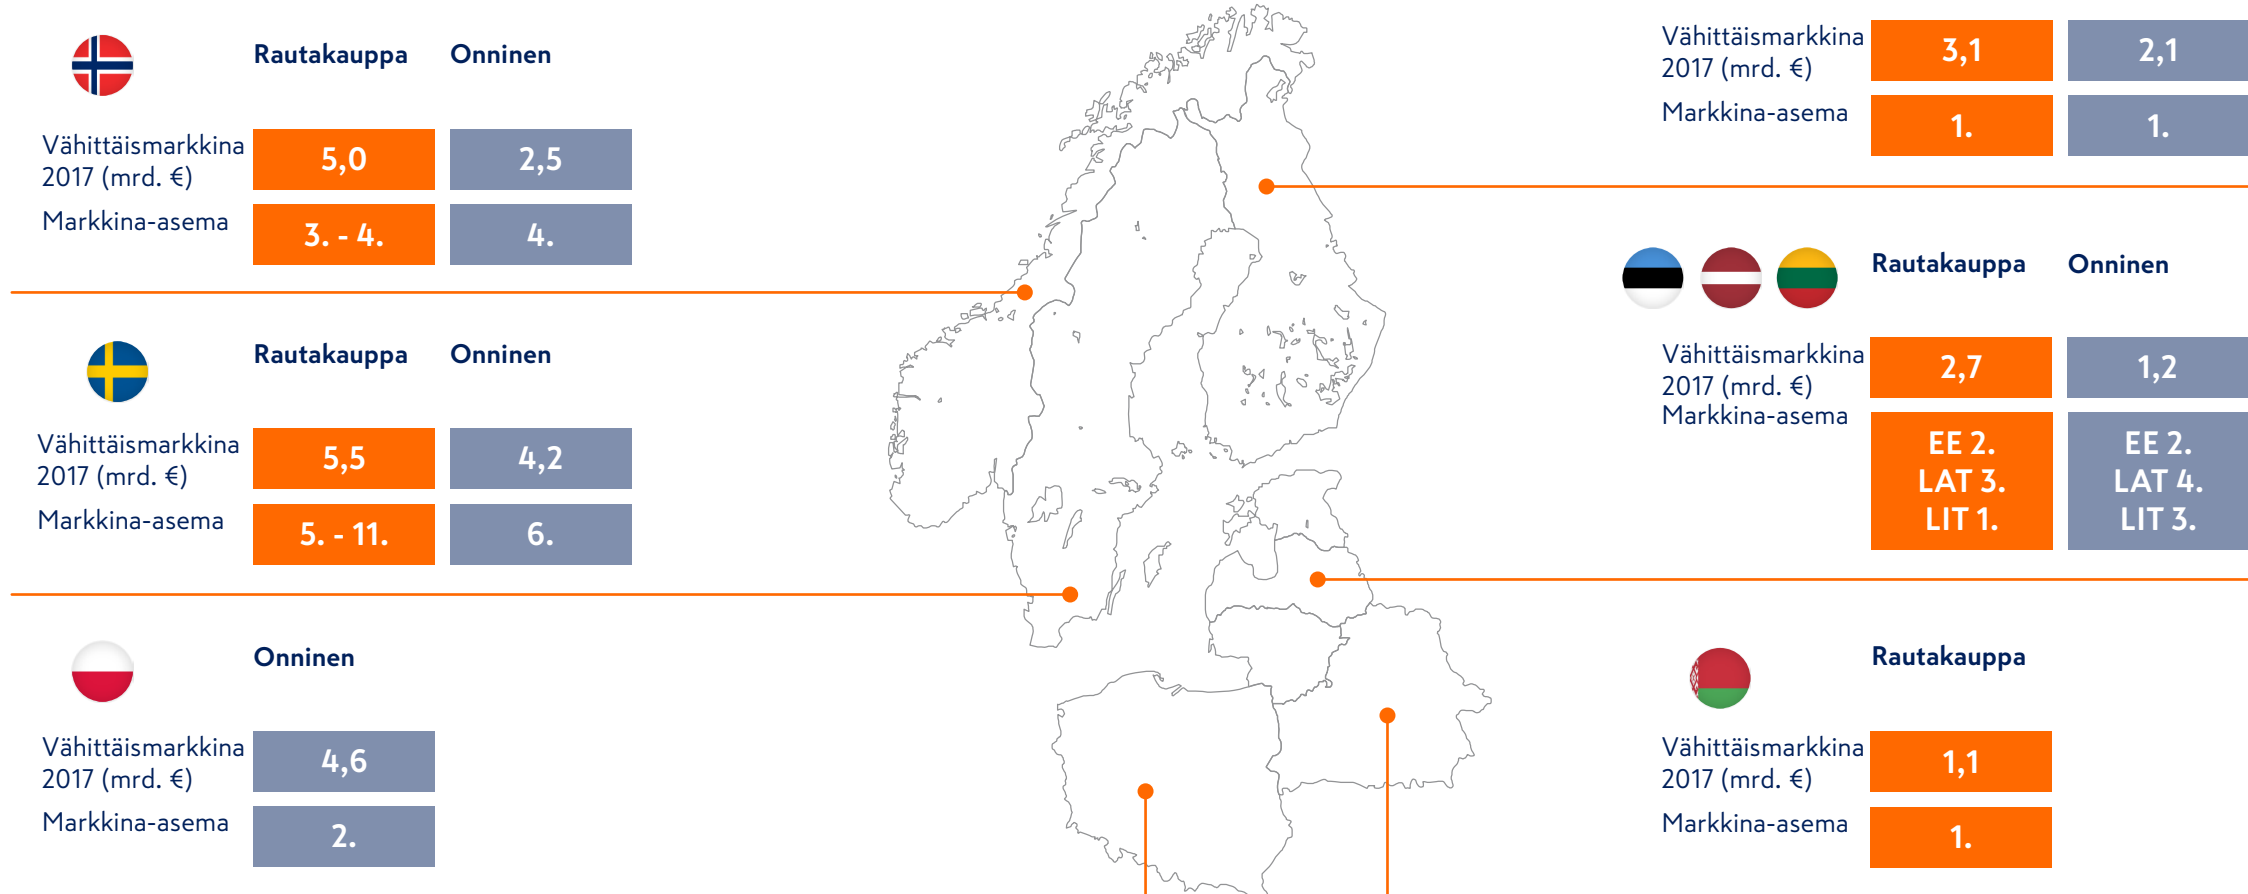 Rautakauppa Onninen
Vähittäismarkkina
2017 (mrd. €)
5,0 2,5
Markkina-asema
3. - 4. 4.
Rautakauppa Onninen
Vähittäismarkkina
2017 (mrd. €)
5,5 4,2
Markkina-asema
5. - 11. 6.
Onninen
Vähittäismarkkina
2017 (mrd. €)
4,6
Markkina-asema
2.
Vähittäismarkkina
2017 (mrd. €)
3,1 2,1
Markkina-asema
1. 1.
Rautakauppa Onninen
Vähittäismarkkina
2017 (mrd. €)
2,7 1,2
Markkina-asema
EE 2. EE 2.
LAT 3. LAT 4.
LIT 1. LIT 3.
Rautakauppa
Vähittäismarkkina
2017 (mrd. €)
1,1
Markkina-asema
1.